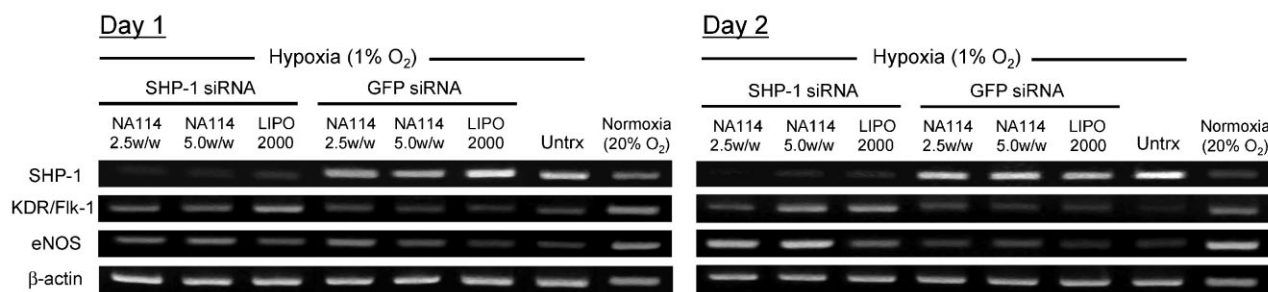 Day 1
Hypoxia (1% O₂)
SHP-1 siRNA GFP siRNA
NA114 NA114 LIPO NA114 NA114 LIPO Untrx Normoxia
2.5w/w 5.0w/w 2000 2.5w/w 5.0w/w 2000 (20% O₂)
Day 2
Hypoxia (1% O₂)
SHP-1 siRNA GFP siRNA
NA114 NA114 LIPO NA114 NA114 LIPO Untrx Normoxia
2.5w/w 5.0w/w 2000 2.5w/w 5.0w/w 2000 (20% O₂)
SHP-1
KDR/Flk-1
eNOS
β-actin